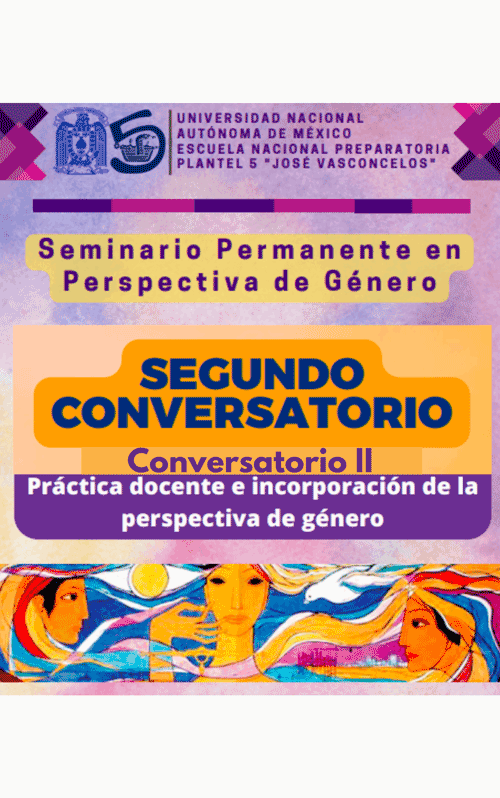 UNIVERSIDAD NACIONAL
AUTÓNOMA DE MÉXICO
ESCUELA NACIONAL PREPARATORIA
PLANTEL 5 "JOSÉ VASCONCELOS"
5
Seminario Permanente en
Perspectiva de Género
SEGUNDO
CONVERSATORIO
Conversatorio II
Práctica docente e incorporación de la
perspectiva de género